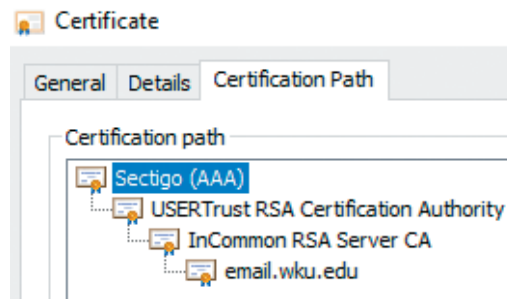 Certificate
General Details Certification Path
Certification path
Sectigo (AAA)
USERTrust RSA Certification Authority
InCommon RSA Server CA
email.wku.edu